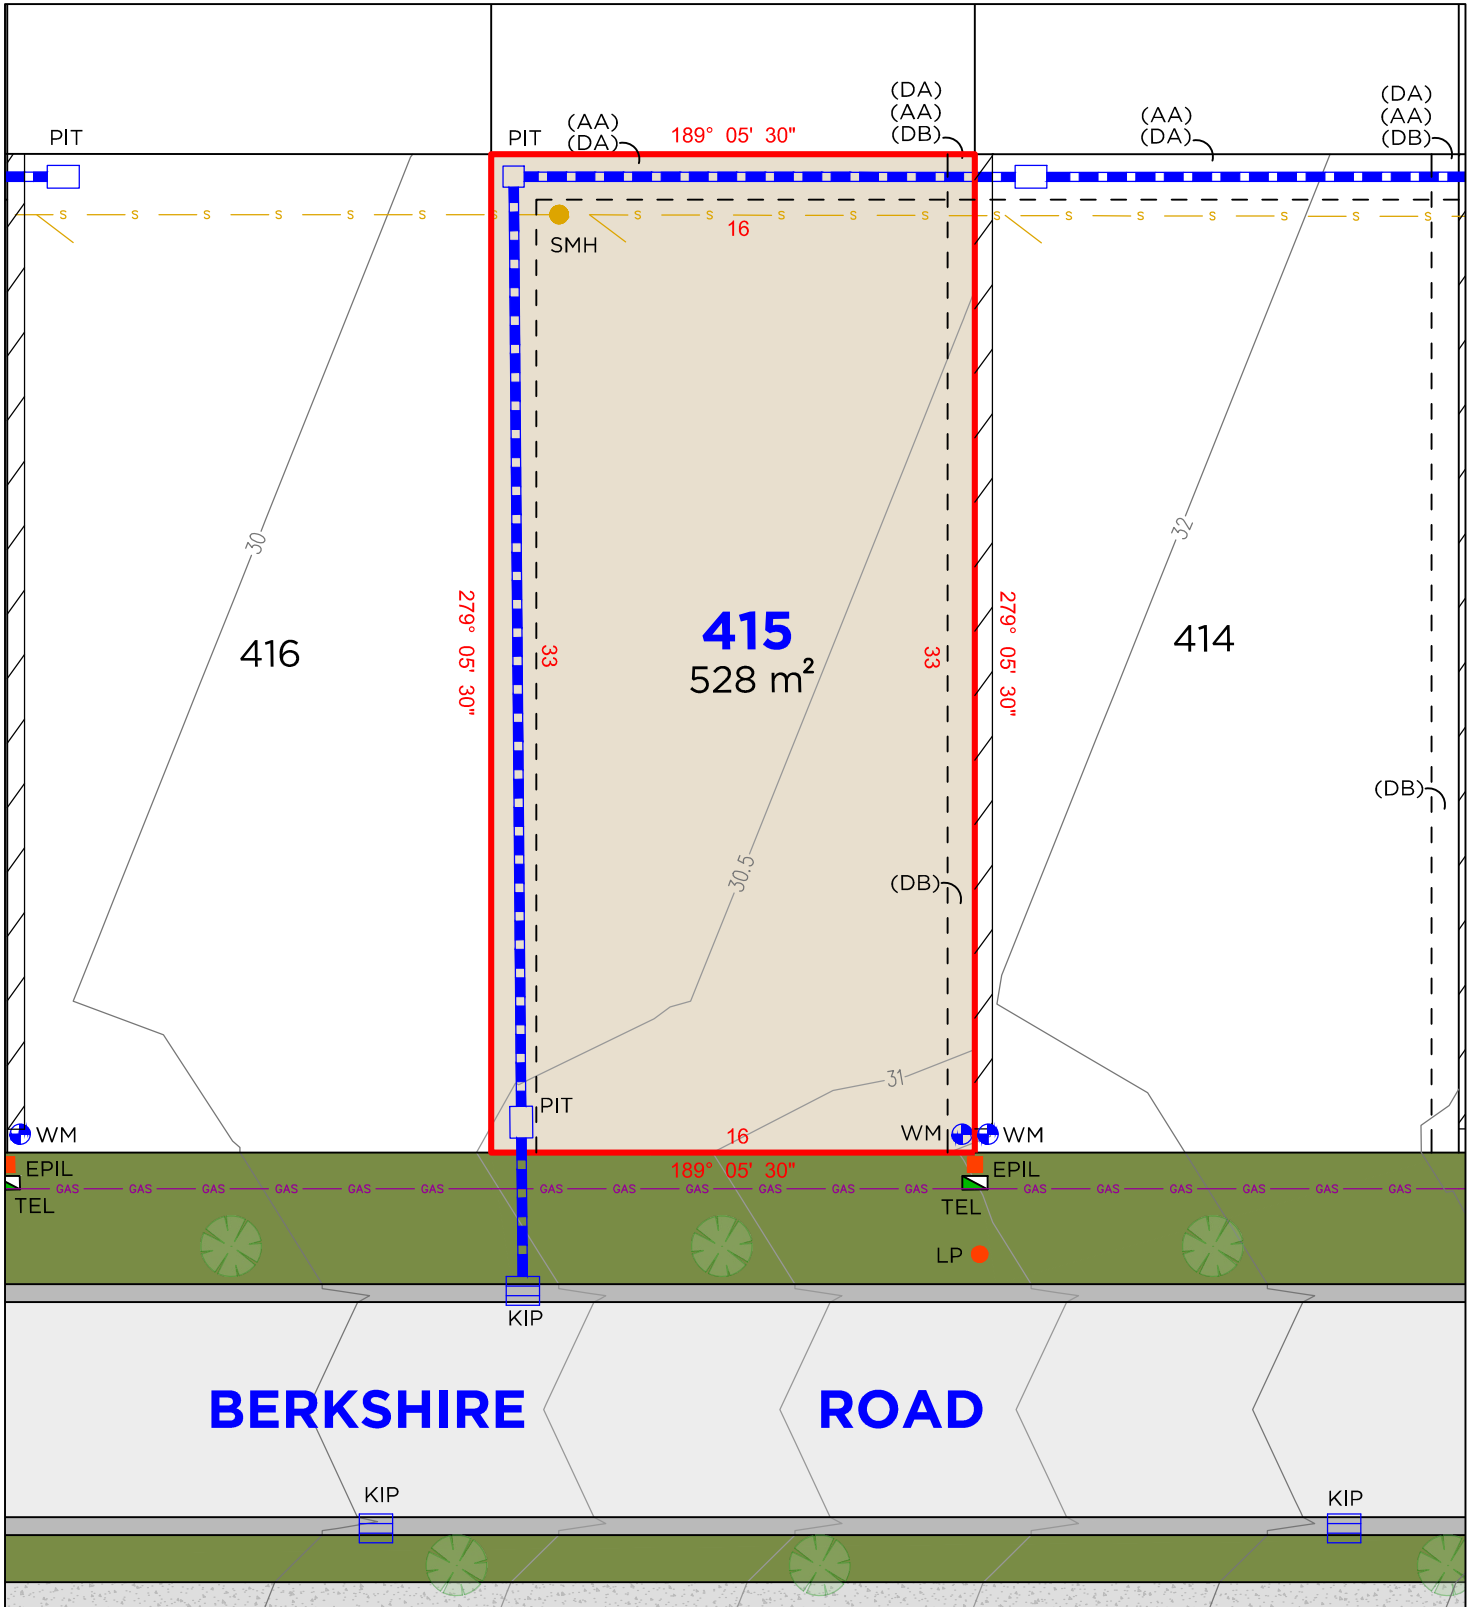 (DA)
(AA)
(DB)
(DA)
(AA)
(DB)
(AA)
(DA)
(AA)
(DA)
PIT
PIT
189° 05' 30"
S S S S S S S S S S S S S S S S S S S
16
SMH
30
32
279° 05' 30"
33
415
528 m²
33
279° 05' 30"
416
414
(DB)
30.5
(DB)
31
PIT
WM
16
WM
WM
EPIL
189° 05' 30"
EPIL
GAS GAS GAS GAS GAS GAS GAS GAS GAS GAS GAS GAS GAS GAS GAS GAS GAS GAS
TEL
TEL
LP
KIP
BERKSHIRE ROAD
KIP
KIP